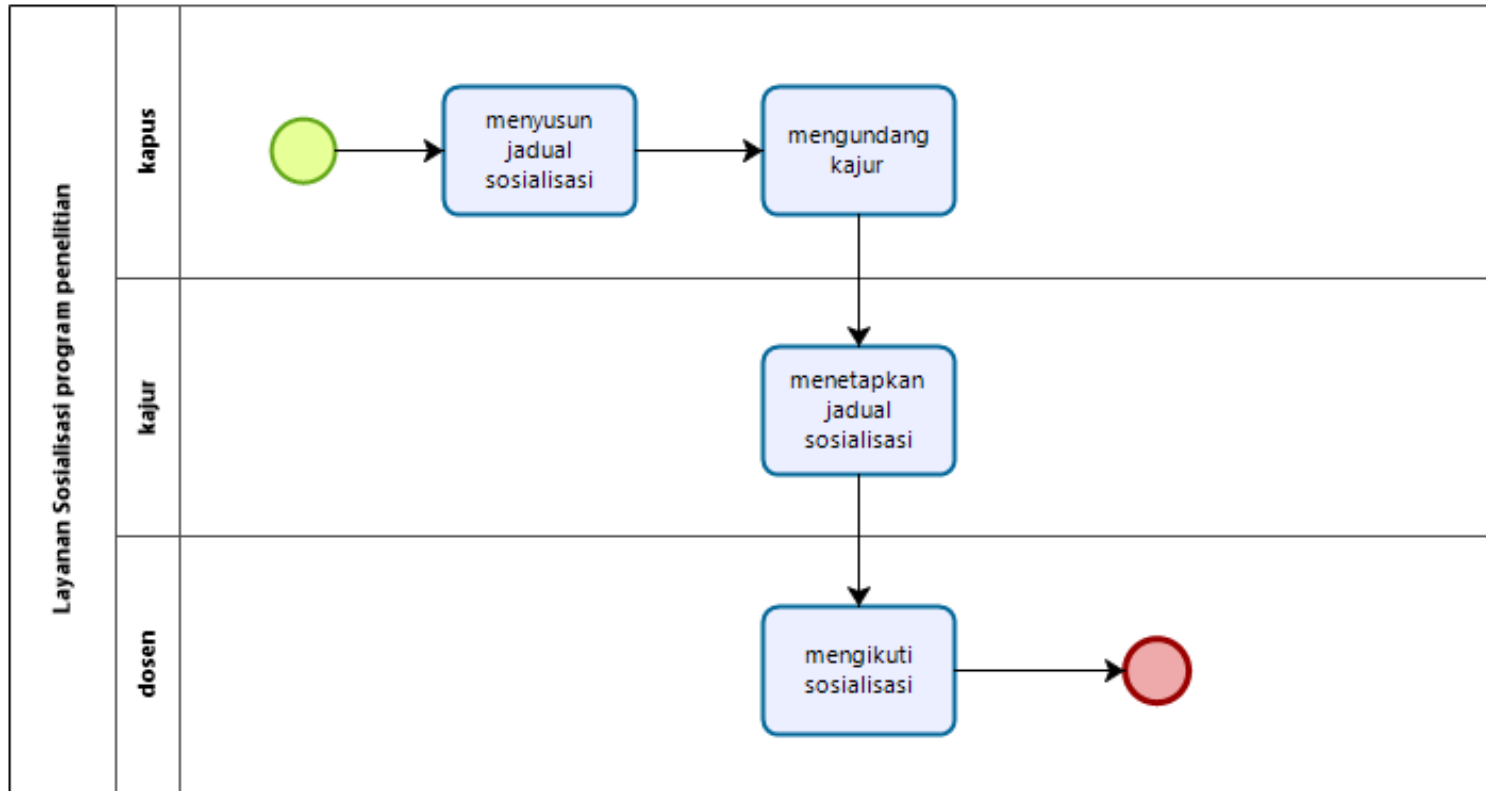 Layanan Sosialisasi program penelitian
kapus
menyusun
jadual
sosialisasi
mengundang
kajur
kajur
menetapkan
jadual
sosialisasi
dosen
mengikuti
sosialisasi